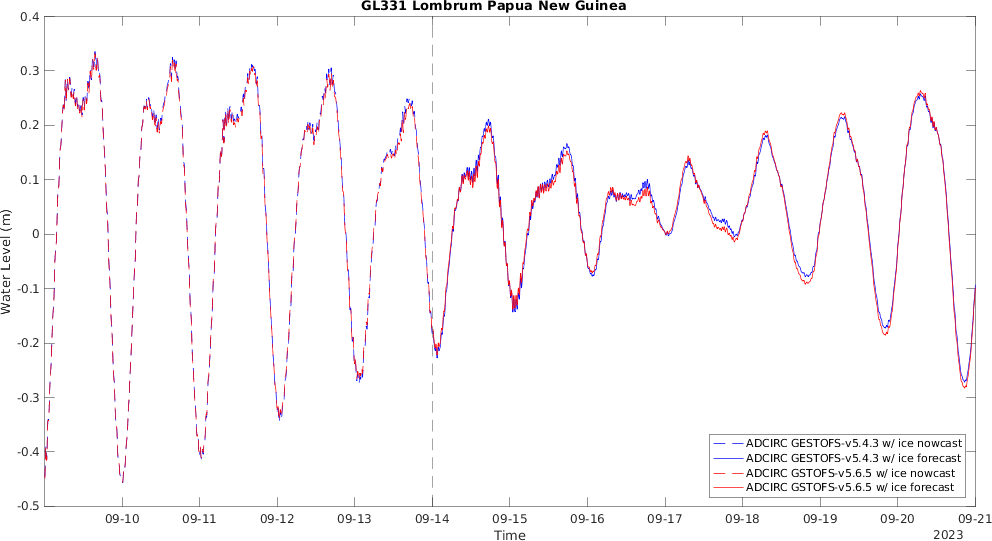 GL331 Lombrum Papua New Guinea
0.4
0.3
0.2
0.1
0
-0.1
-0.2
-0.3
-0.4
-0.5
Water Level (m)
ADCIRC GESTOFS-v5.4.3 w/ ice nowcast
ADCIRC GESTOFS-v5.4.3 w/ ice forecast
ADCIRC GSTOFS-v5.6.5 w/ ice nowcast
ADCIRC GSTOFS-v5.6.5 w/ ice forecast
09-10 09-11 09-12 09-13 09-14 09-15 09-16 09-17 09-18 09-19 09-20 09-21
Time
2023